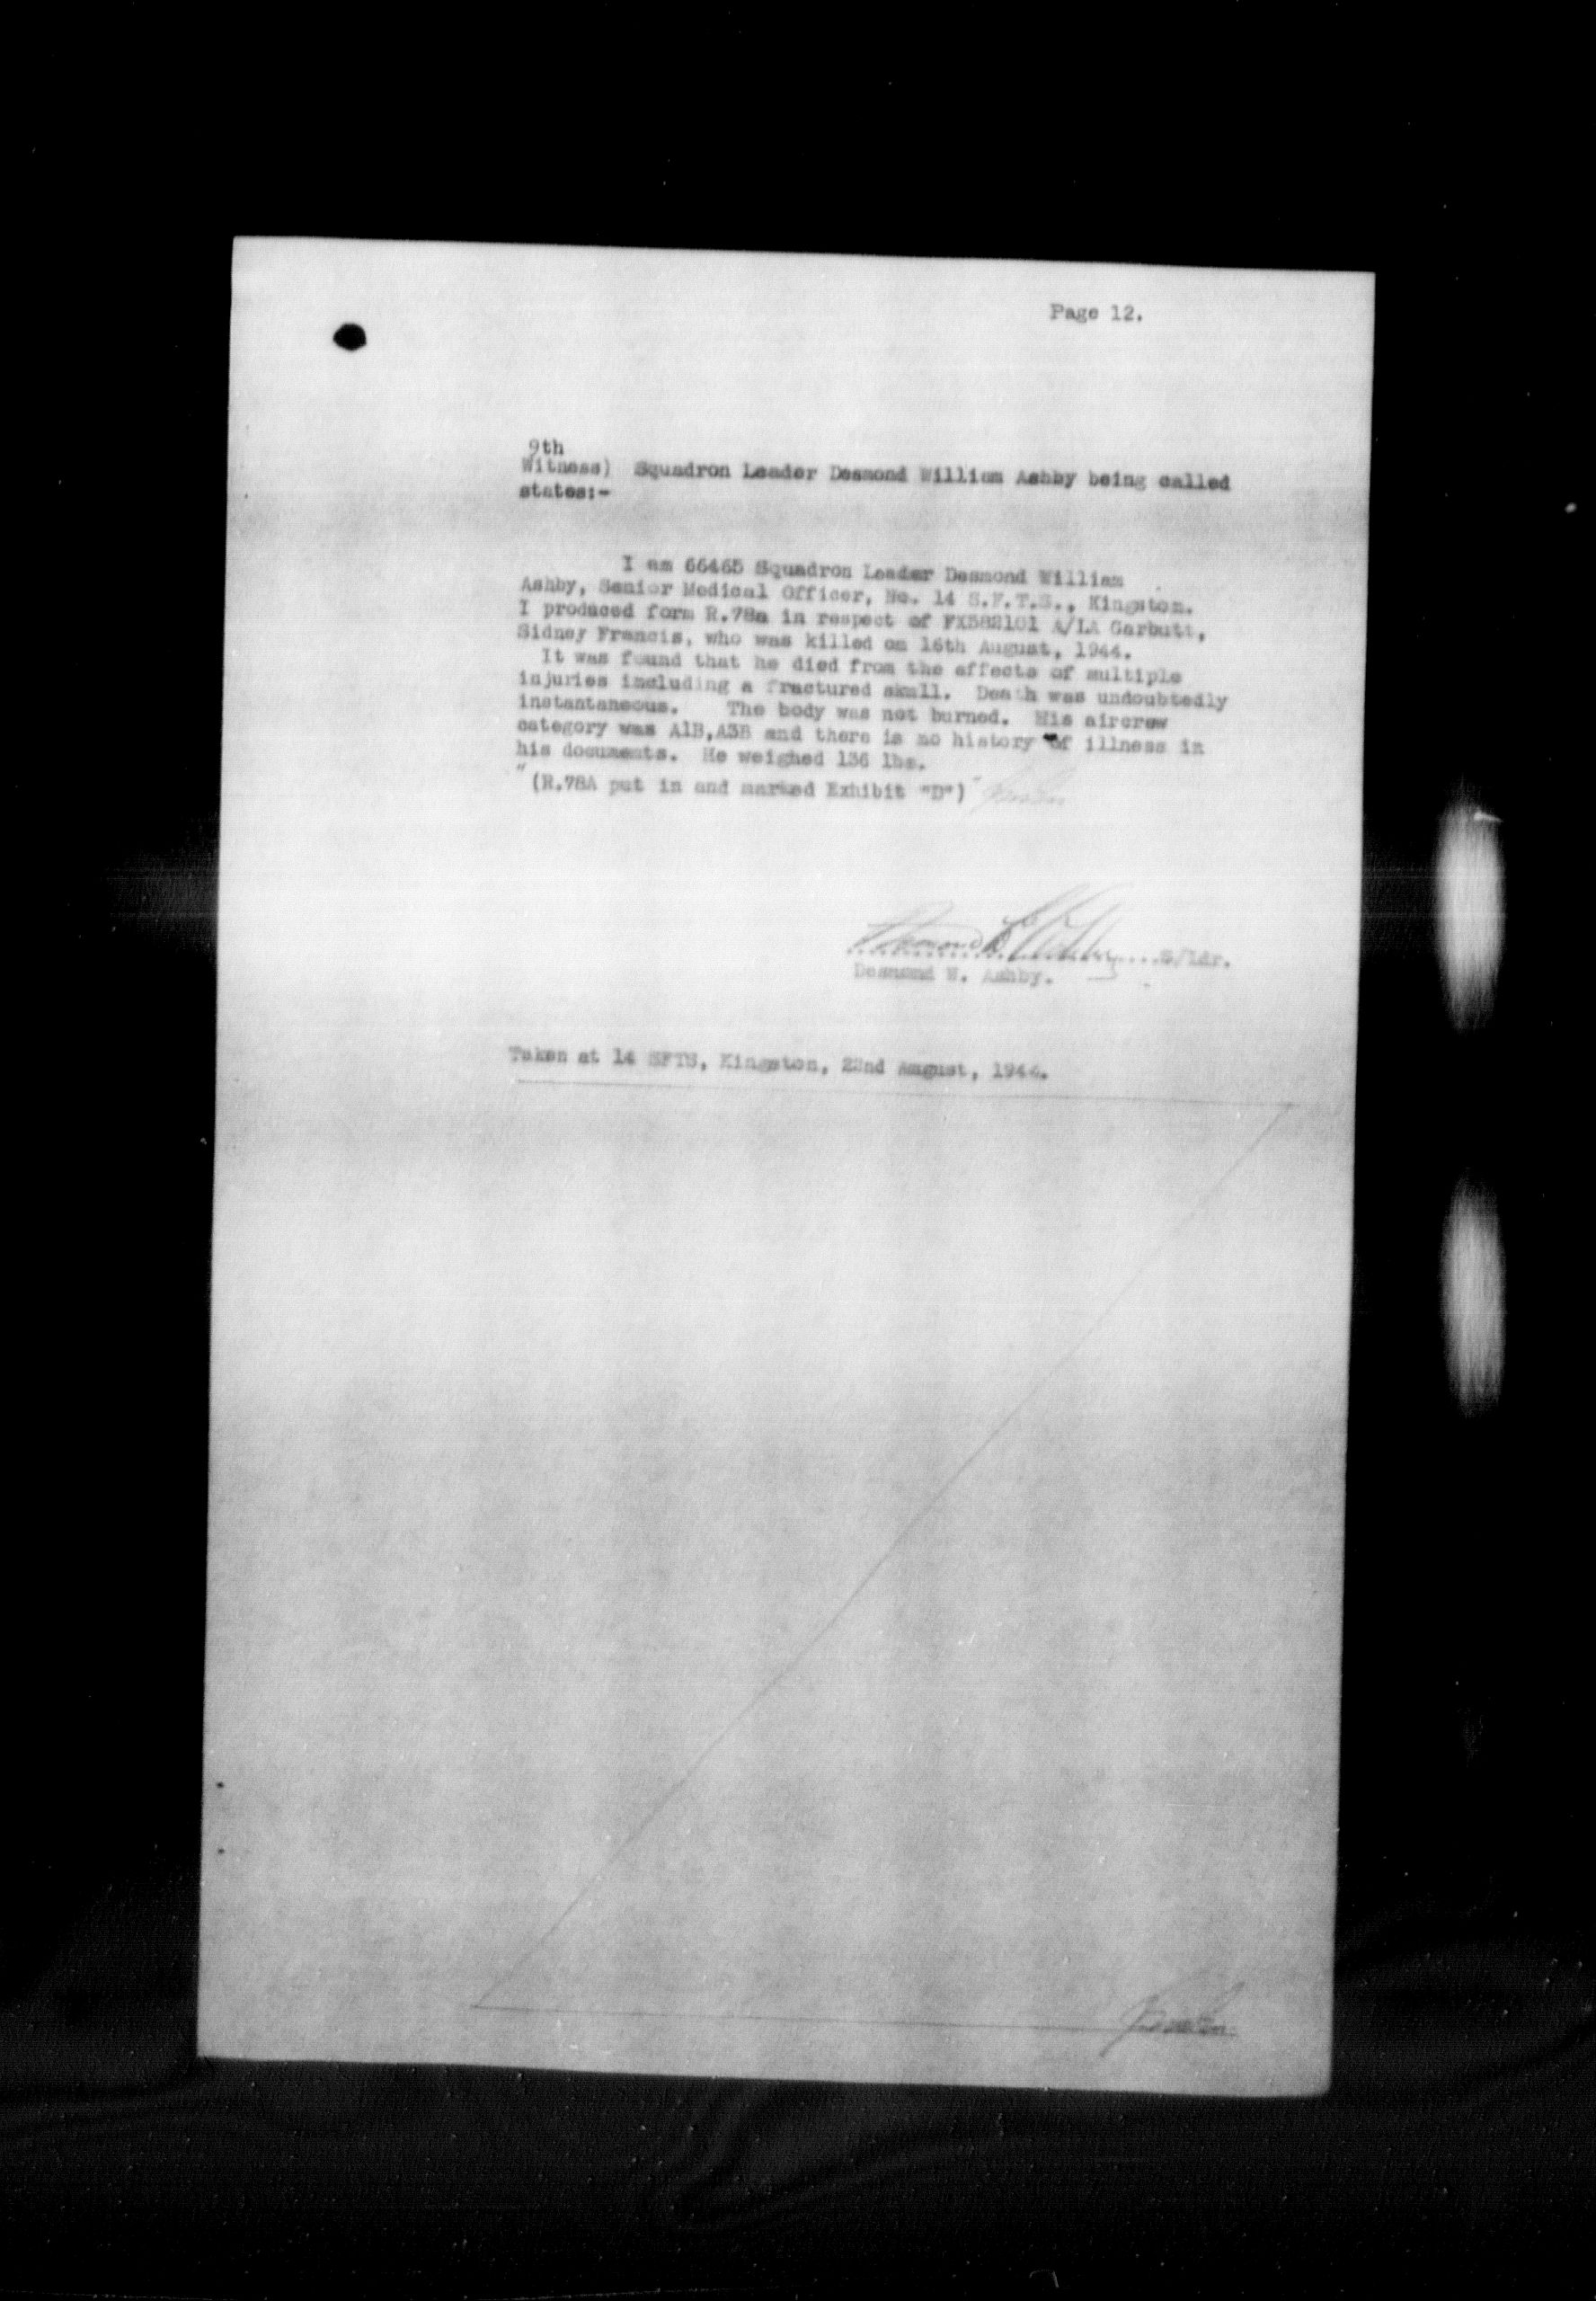 Page 12.
9th
Witness) Squadron Leader Desmond William Ashby being called
states:-
I am 66465 Squadron Leader Desmond William
Ashby, Senior Medical Officer, No. 14 S.F.T.S., Kingston.
I produced form R.78a in respect of FX582101 A/LA Garbutt,
Sidney Francis, who was killed on 16th August, 1944.
It was found that he died from the effects of multiple
injuries including a fractured skull. Death was undoubtedly
instantaneous. The body was not burned. His aircrew
category was A1B,A3B and there is no history of illness in
his documents. He weighed 136 lbs.
"(R.78A put in and marked Exhibit "D")"
Desmond W. Ashby S/Ldr.
Desmond W. Ashby.
Taken at 14 SFTS, Kingston, 22nd August, 1944.